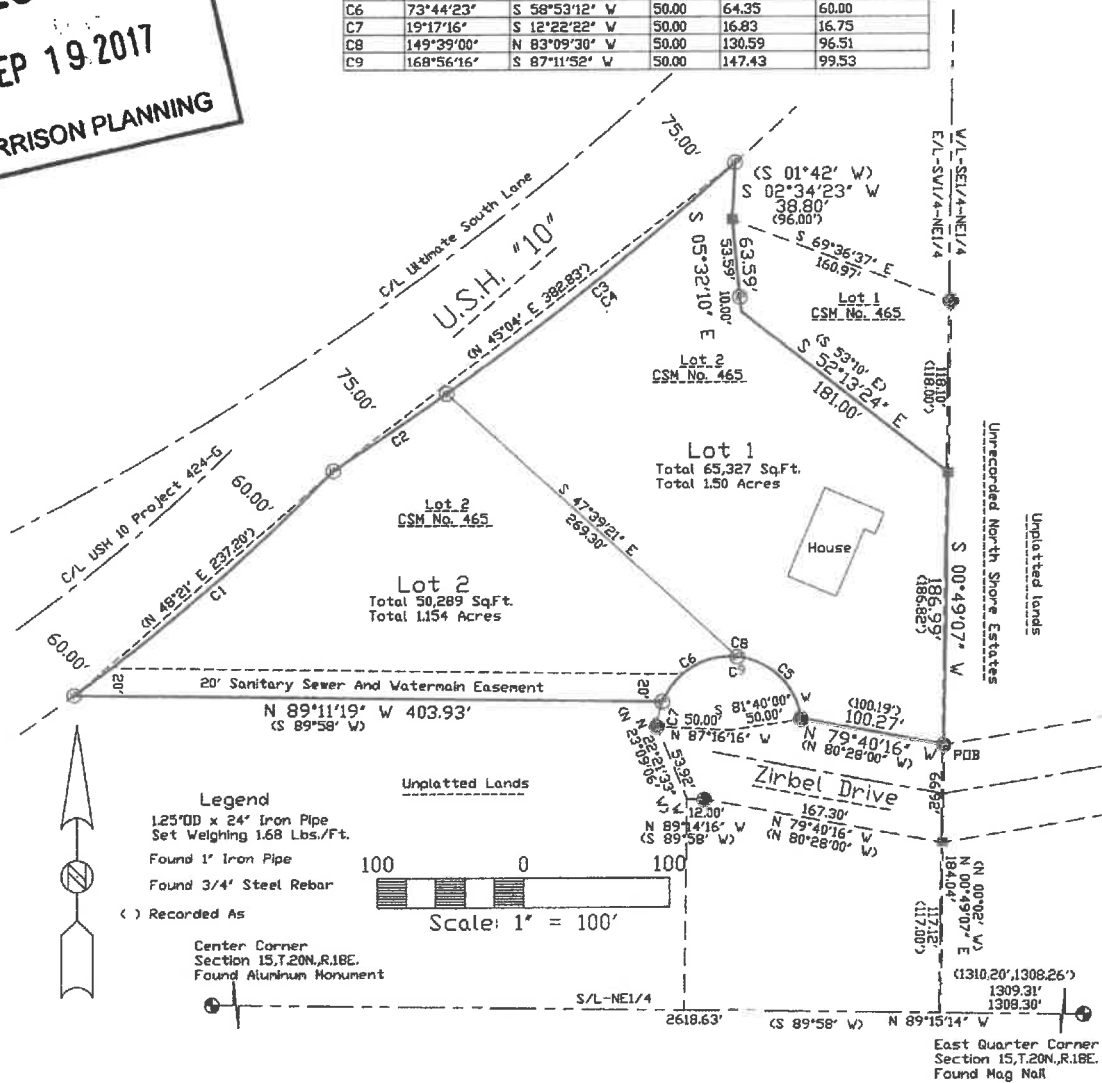 SEP 19 2017
RRISON PLANNING
C6 73°44'23" S 58°53'12" W 50.00 64.35 60.00
C7 19°17'16" S 12°22'22" W 50.00 16.83 16.75
C8 149°39'00" N 83°09'30" W 50.00 130.59 96.51
C9 168°56'16" S 87°11'52" W 50.00 147.43 99.53
75.00'
(S 01°42' W)
S 02°34'23" W
38.80'
(96.00')
W/L-SE1/4-NE1/4
E/L-SW1/4-NE1/4
C/L Ultimate South Lane
U.S.H. "10"
(N 45°04' E 382.83')
C3
C4
S 05°32'10" E
63.59'
53.59'
10.00'
S 69°36'37" E
160.97'
Lot 1
CSM No. 465
(S 53°10' E)
S 52°13'24" E
181.00'
118.10'
(118.00')
Lot 2
CSM No. 465
75.00'
C2
C/L USH 10 Project 424-G
60.00'
Lot 1
Total 65,327 Sq.Ft.
Total 1.50 Acres
Unrecorded North Shore Estates
Unplatted lands
Lot 2
CSM No. 465
S 47°39'21" E
269.30'
House
(N 48°21' E 237.20')
C1
S 00°49'07" W
186.99'
(186.82')
Lot 2
Total 50,289 Sq.Ft.
Total 1.154 Acres
60.00'
C8
C6
C5
20'
20' Sanitary Sewer And Watermain Easement
20'
S 81°40'00" W
(100.19')
N 89°11'19" W 403.93'
C7
50.00'
50.00'
100.27'
(S 89°58' W)
N 87°16'16" W
N 79°40'16" W
(N 80°28'00" W)
POB
N 22°21'33" W
53.92'
(N 23°09'06" W)
Unplatted Lands
Zirbel Drive
66.92'
Legend
1.25"OD x 24" Iron Pipe
Set Weighing 1.68 Lbs./Ft.
12.00'
167.30'
N 89°14'16" W
N 79°40'16" W
(S 89°58' W)
(N 80°28'00" W)
Found 1" Iron Pipe
Found 3/4" Steel Rebar
( ) Recorded As
100 0 100
Scale: 1" = 100'
(N 00°02' W)
N 00°49'07" E
184.04'
117.12'
(117.00')
Center Corner
Section 15,T.20N.,R.18E.
Found Aluminum Monument
(1310.20',1308.26')
1309.31'
1308.30'
S/L-NE1/4
2618.63'
(S 89°58' W)
N 89°15'14" W
East Quarter Corner
Section 15,T.20N.,R.18E.
Found Mag Nail